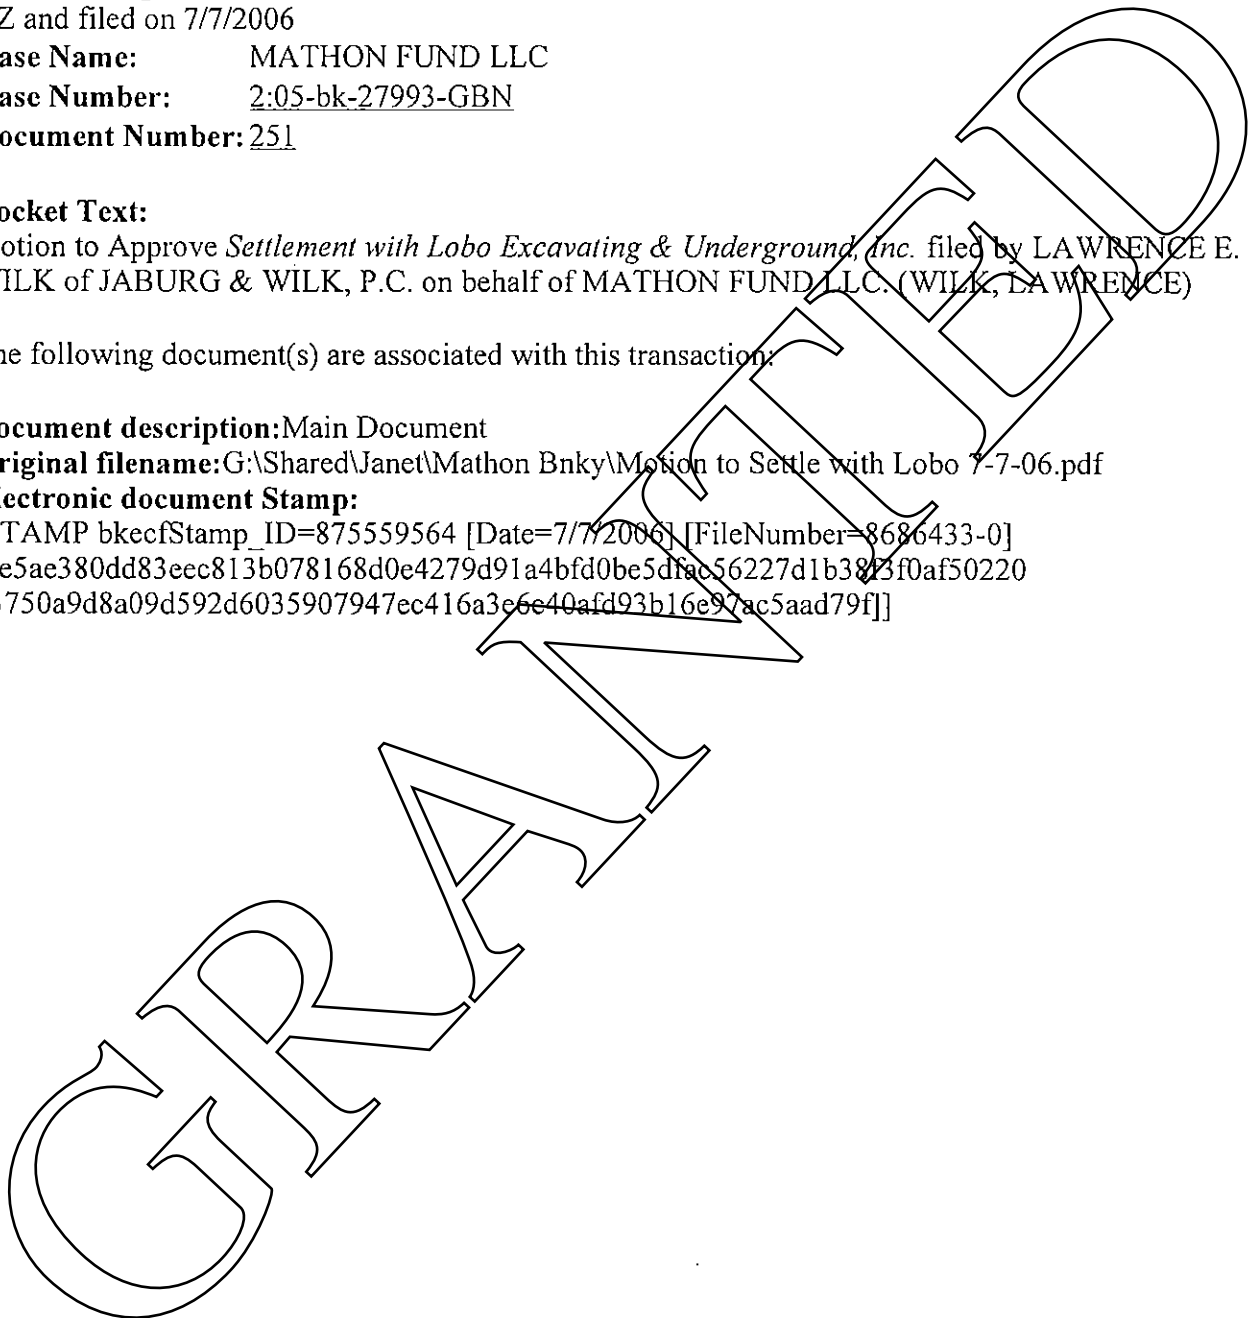 Z and filed on 7/7/2006
ase Name: MATHON FUND LLC
ase Number: 2:05-bk-27993-GBN
ocument Number: 251
ocket Text:
otion to Approve Settlement with Lobo Excavating & Underground, Inc. filed by LAWRENCE E.
ILK of JABURG & WILK, P.C. on behalf of MATHON FUND LLC. (WILK, LAWRENCE)
he following document(s) are associated with this transaction:
ocument description:Main Document
riginal filename:G:\Shared\Janet\Mathon Bnky\Motion to Settle with Lobo 7-7-06.pdf
lectronic document Stamp:
TAMP bkecfStamp_ID=875559564 [Date=7/7/2006] [FileNumber=8686433-0]
e5ae380dd83eec813b078168d0e4279d91a4bfd0be5dfac56227d1b38f3f0af50220
750a9d8a09d592d6035907947ec416a3e6e40afd93b16e97ac5aad79f]]
GRANTED